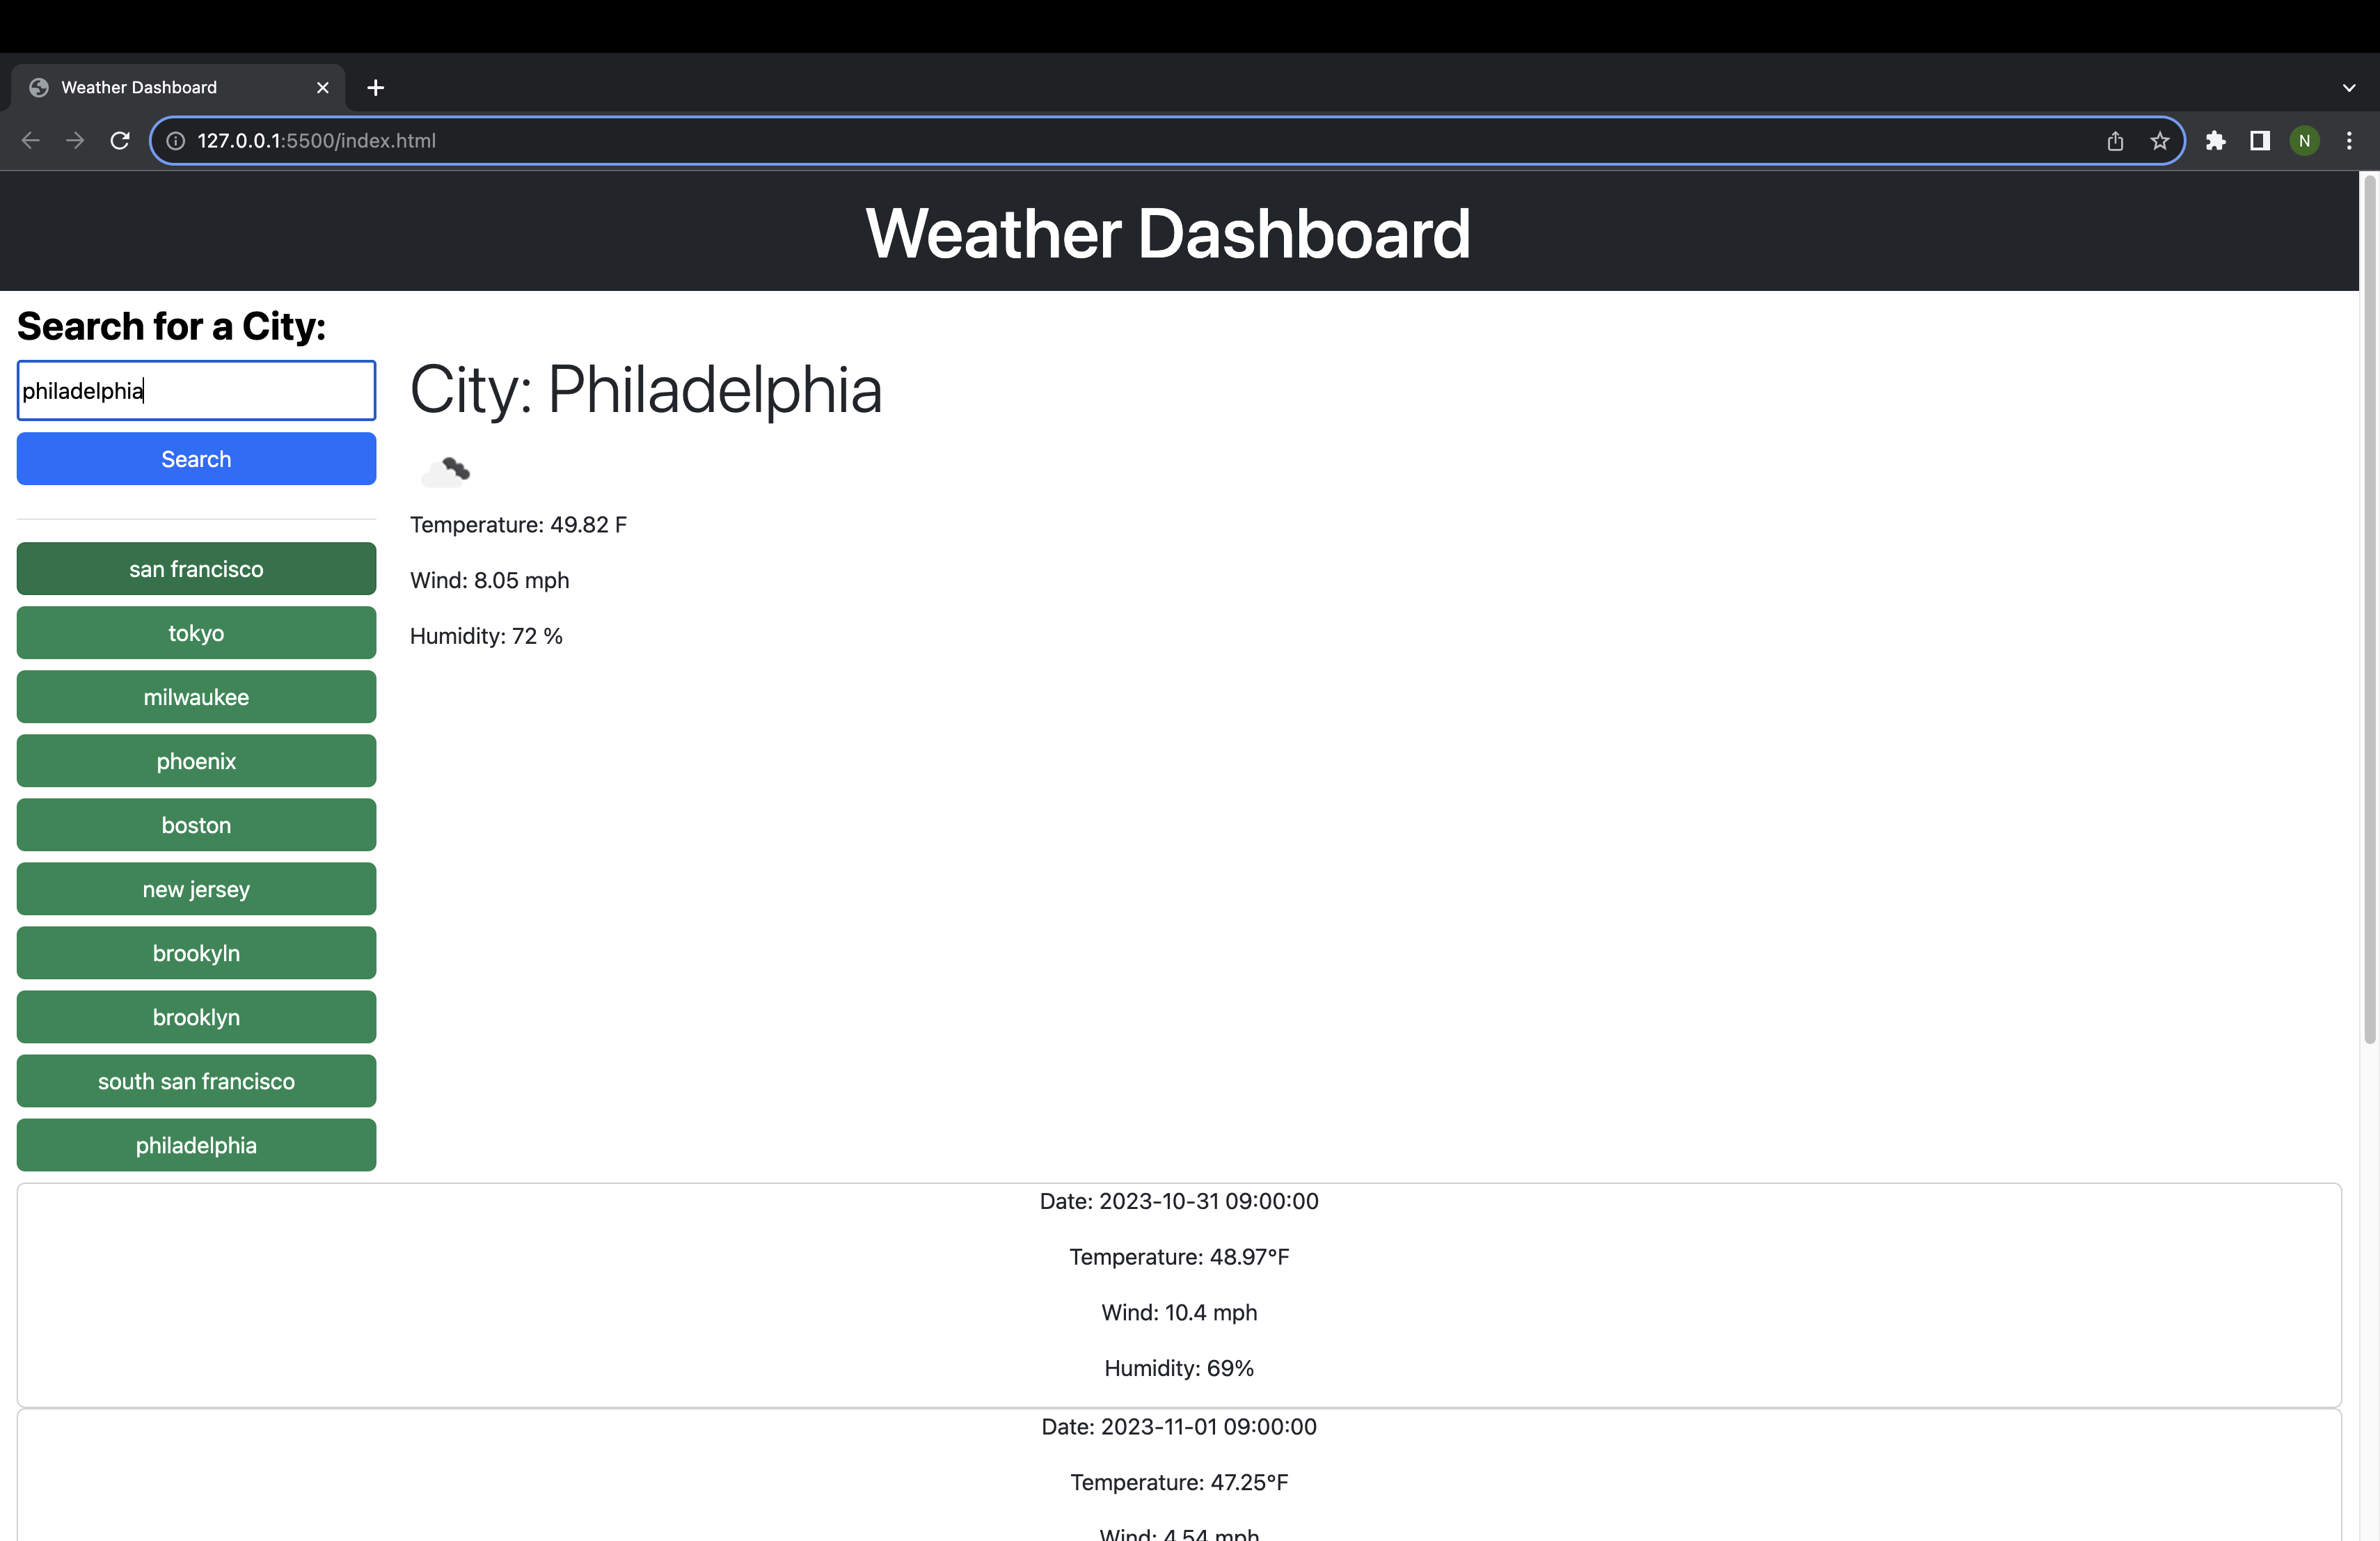 Weather Dashboard
127.0.0.1:5500/index.html
N
Weather Dashboard
Search for a City:
philadelphia
Search
san francisco
tokyo
milwaukee
phoenix
boston
new jersey
brookyln
brooklyn
south san francisco
philadelphia
City: Philadelphia
Temperature: 49.82 F
Wind: 8.05 mph
Humidity: 72 %
Date: 2023-10-31 09:00:00
Temperature: 48.97°F
Wind: 10.4 mph
Humidity: 69%
Date: 2023-11-01 09:00:00
Temperature: 47.25°F
Wind: 4.54 mph